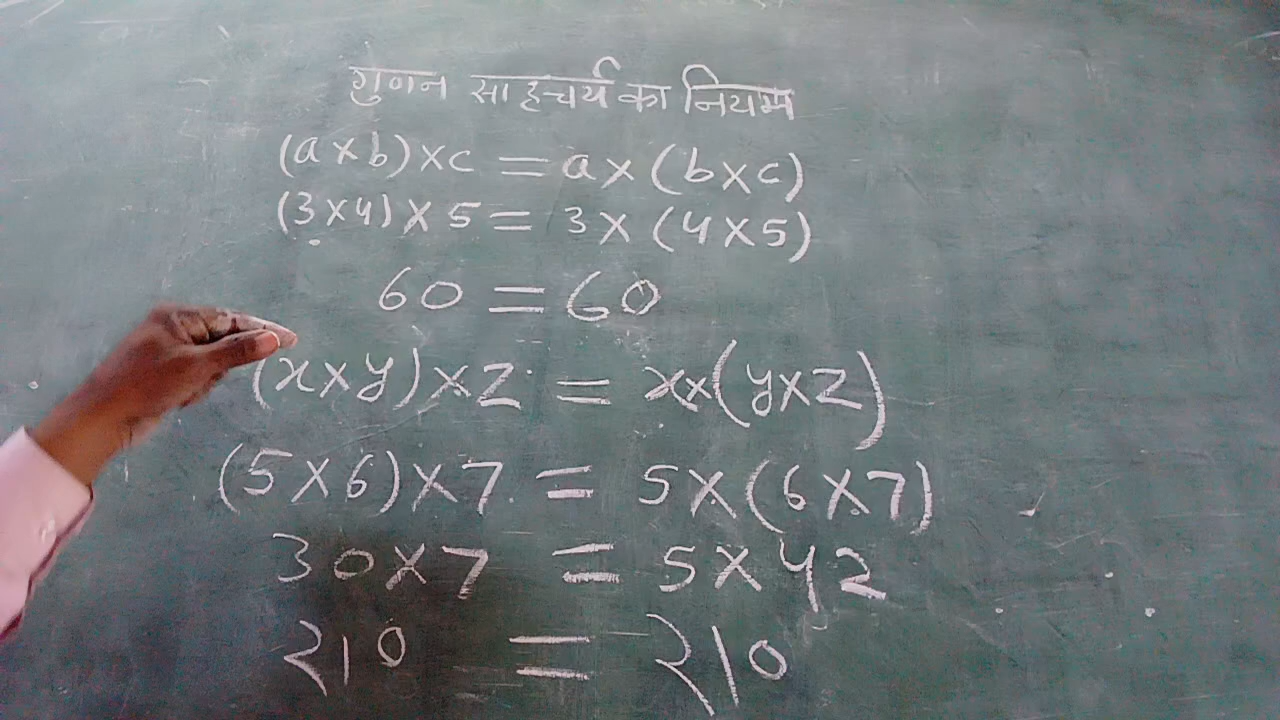 गुणन साहचर्य का नियम
(a×b)×c = a×(b×c)
(3×4)×5 = 3×(4×5)
60 = 60
(x×y)×z = x×(y×z)
(5×6)×7 = 5×(6×7)
30×7 = 5×42
210 = 210